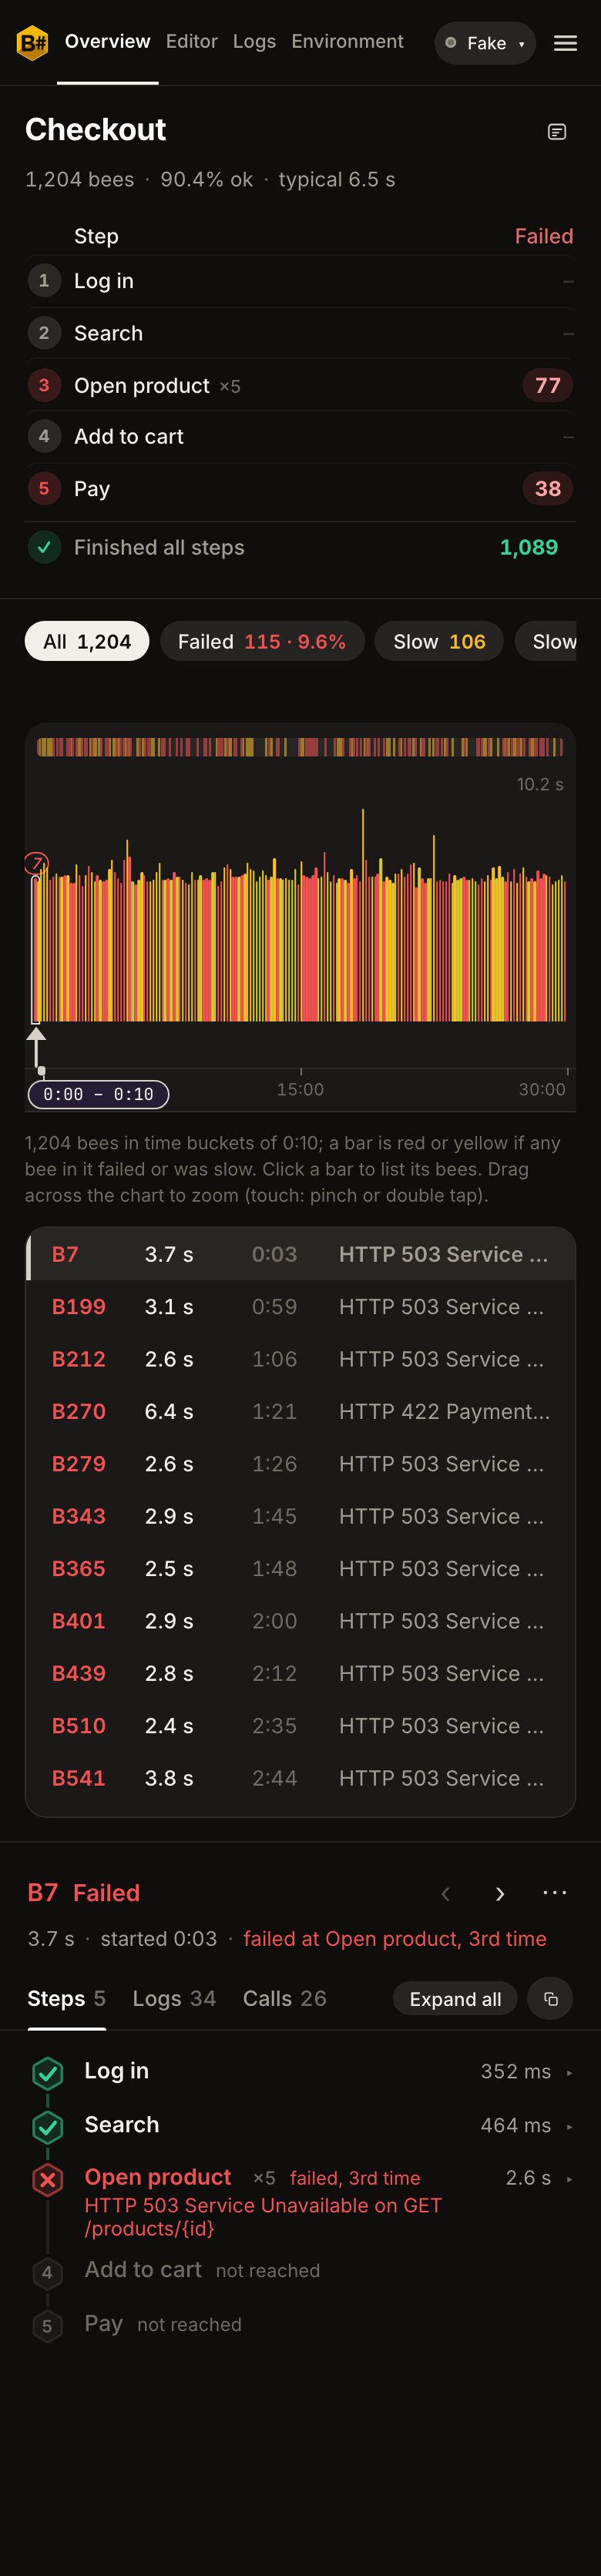 B# Overview Editor Logs Environment Fake
Checkout
1,204 bees · 90.4% ok · typical 6.5 s
Step Failed
1 Log in –
2 Search –
3 Open product ×5 77
4 Add to cart –
5 Pay 38
Finished all steps 1,089
All 1,204 Failed 115 · 9.6% Slow 106 Slow
10.2 s
7
0:00 – 0:10 15:00 30:00
1,204 bees in time buckets of 0:10; a bar is red or yellow if any
bee in it failed or was slow. Click a bar to list its bees. Drag
across the chart to zoom (touch: pinch or double tap).
B7 3.7 s 0:03 HTTP 503 Service ...
B199 3.1 s 0:59 HTTP 503 Service ...
B212 2.6 s 1:06 HTTP 503 Service ...
B270 6.4 s 1:21 HTTP 422 Payment...
B279 2.6 s 1:26 HTTP 503 Service ...
B343 2.9 s 1:45 HTTP 503 Service ...
B365 2.5 s 1:48 HTTP 503 Service ...
B401 2.9 s 2:00 HTTP 503 Service ...
B439 2.8 s 2:12 HTTP 503 Service ...
B510 2.4 s 2:35 HTTP 503 Service ...
B541 3.8 s 2:44 HTTP 503 Service ...
B7 Failed ‹ › ···
3.7 s · started 0:03 · failed at Open product, 3rd time
Steps 5 Logs 34 Calls 26 Expand all
Log in 352 ms
Search 464 ms
Open product ×5 failed, 3rd time 2.6 s
HTTP 503 Service Unavailable on GET
/products/{id}
4 Add to cart not reached
5 Pay not reached